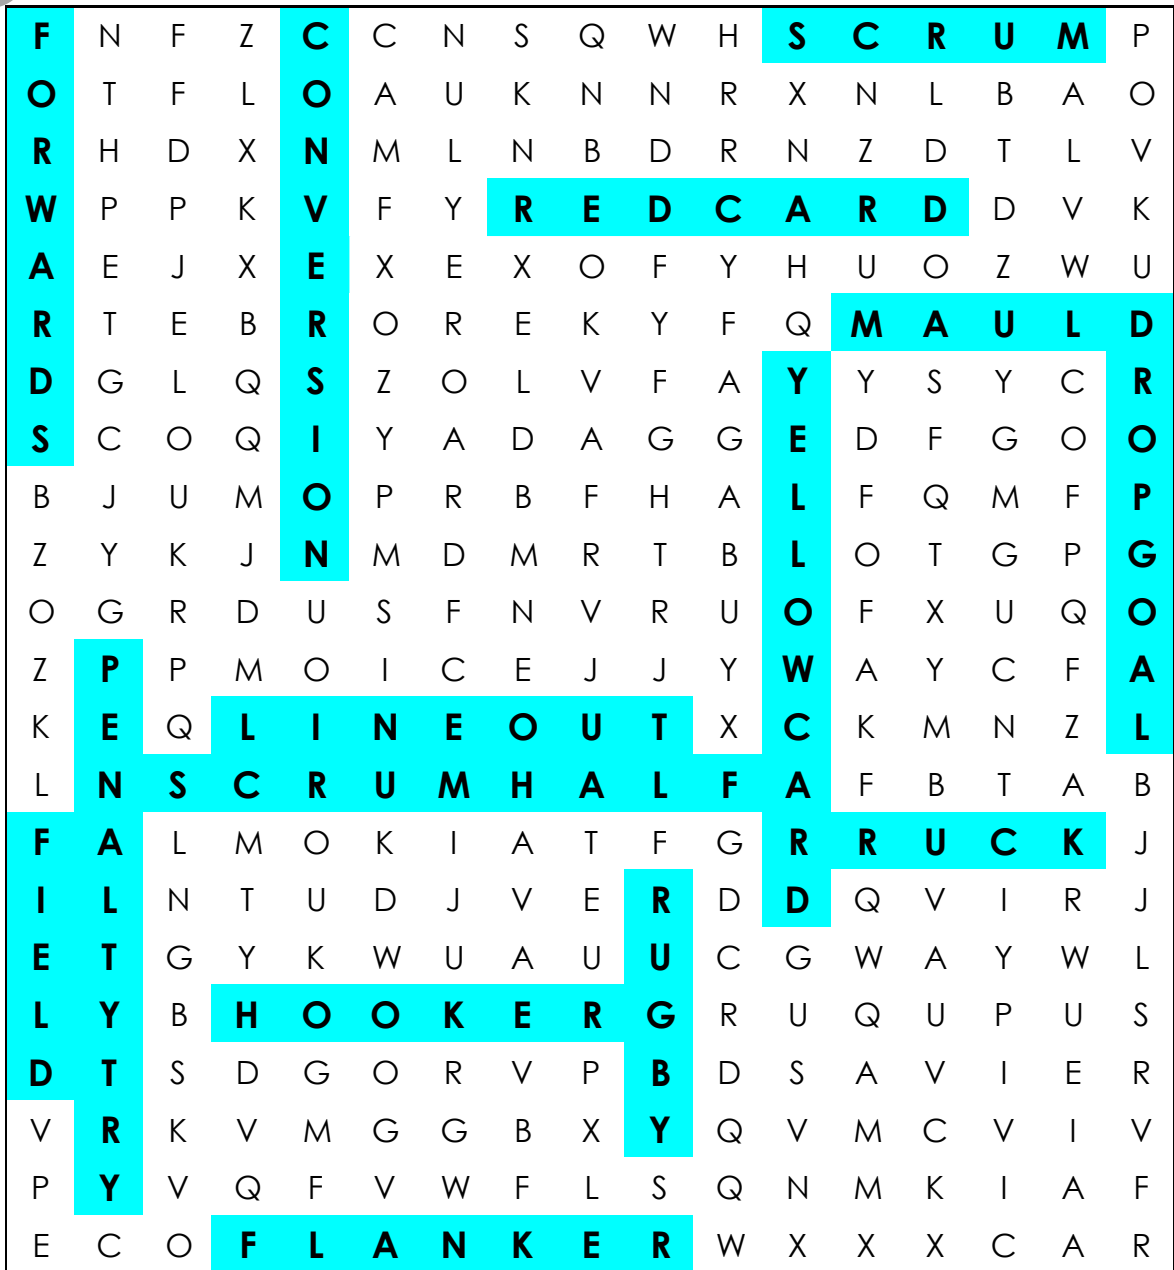 F N F Z C C N S Q W H S C R U M P
O T F L O A U K N N R X N L B A O
R H D X N M L N B D R N Z D T L V
W P P K V F Y R E D C A R D D V K
A E J X E X E X O F Y H U O Z W U
R T E B R O R E K Y F Q M A U L D
D G L Q S Z O L V F A Y Y S Y C R
S C O Q I Y A D A G G E D F G O O
B J U M O P R B F H A L F Q M F P
Z Y K J N M D M R T B L O T G P G
O G R D U S F N V R U O F X U Q O
Z P P M O I C E J J Y W A Y C F A
K E Q L I N E O U T X C K M N Z L
L N S C R U M H A L F A F B T A B
F A L M O K I A T F G R R U C K J
I L N T U D J V E R D D Q V I R J
E T G Y K W U A U U C G W A Y W L
L Y B H O O K E R G R U Q U P U S
D T S D G O R V P B D S A V I E R
V R K V M G G B X Y Q V M C V I V
P Y V Q F V W F L S Q N M K I A F
E C O F L A N K E R W X X X C A R